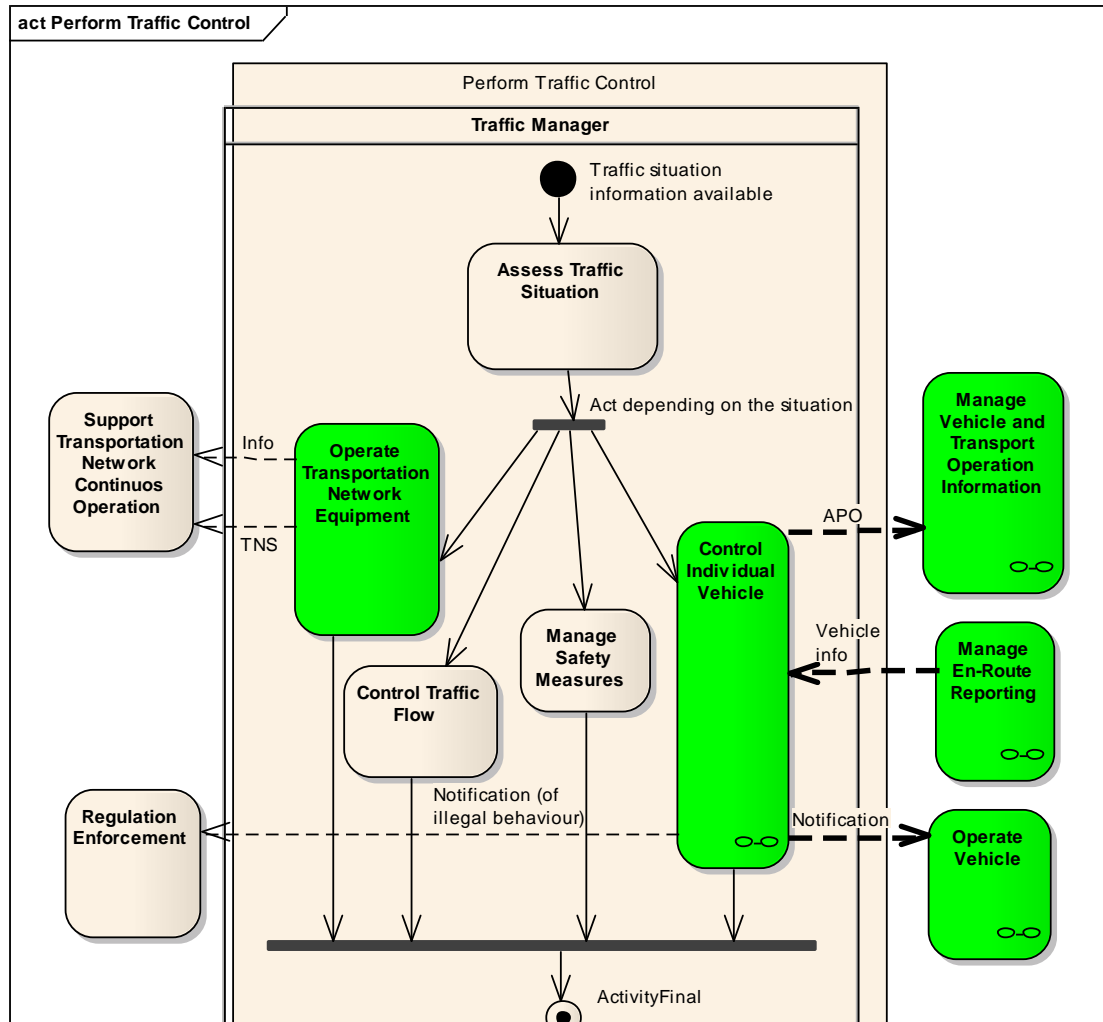 act Perform Traffic Control
Perform Traffic Control
Traffic Manager
Traffic situation
information available
Assess Traffic
Situation
Act depending on the situation
Support
Transportation
Network
Continuos
Operation
Info
TNS
Operate
Transportation
Network
Equipment
Control
Individual
Vehicle
APO
Manage
Vehicle and
Transport
Operation
Information
Manage
Safety
Measures
Vehicle
info
Manage
En-Route
Reporting
Control Traffic
Flow
Notification (of
illegal behaviour)
Regulation
Enforcement
Notification
Operate
Vehicle
ActivityFinal